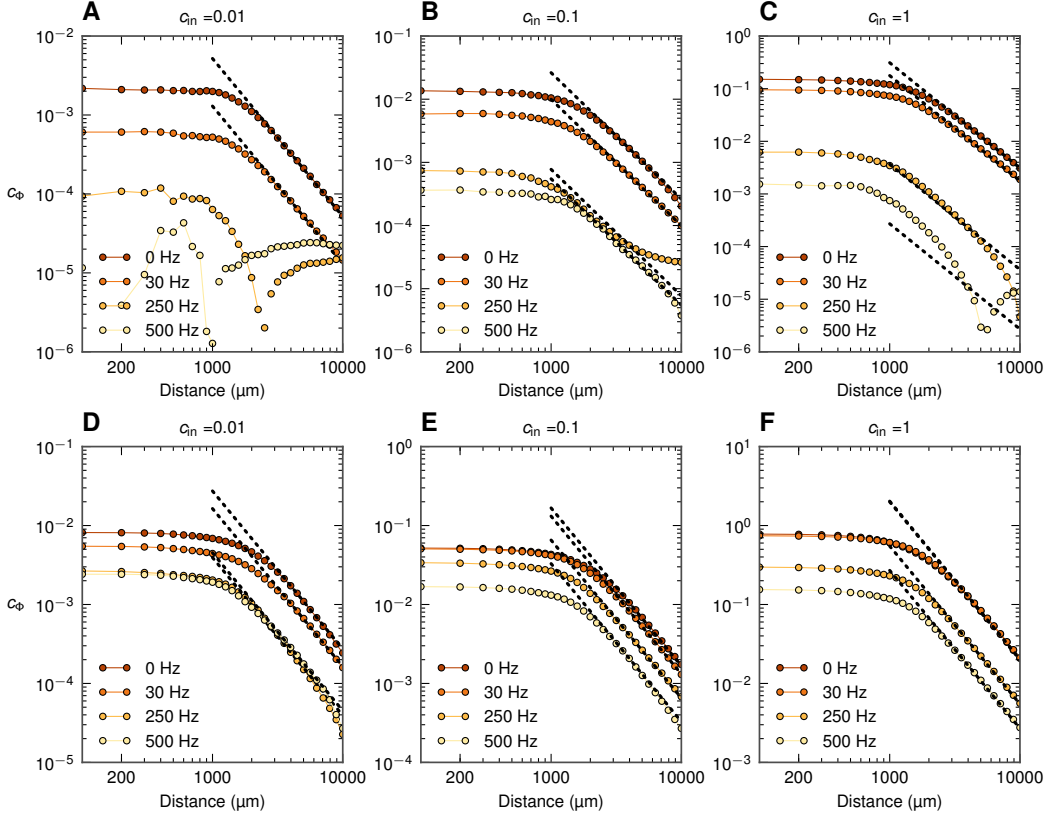 A
c_in =0.01
B
c_in =0.1
C
c_in =1
10^−2
10^−3
10^−4
10^−5
10^−6
c_Φ
0 Hz
30 Hz
250 Hz
500 Hz
200
1000
10000
Distance (μm)
10^−1
10^−2
10^−3
10^−4
10^−5
10^−6
0 Hz
30 Hz
250 Hz
500 Hz
200
1000
10000
Distance (μm)
10^0
10^−1
10^−2
10^−3
10^−4
10^−5
10^−6
0 Hz
30 Hz
250 Hz
500 Hz
200
1000
10000
Distance (μm)
D
c_in =0.01
E
c_in =0.1
F
c_in =1
10^−1
10^−2
10^−3
10^−4
10^−5
c_Φ
0 Hz
30 Hz
250 Hz
500 Hz
200
1000
10000
Distance (μm)
10^0
10^−1
10^−2
10^−3
10^−4
0 Hz
30 Hz
250 Hz
500 Hz
200
1000
10000
Distance (μm)
10^1
10^0
10^−1
10^−2
10^−3
0 Hz
30 Hz
250 Hz
500 Hz
200
1000
10000
Distance (μm)